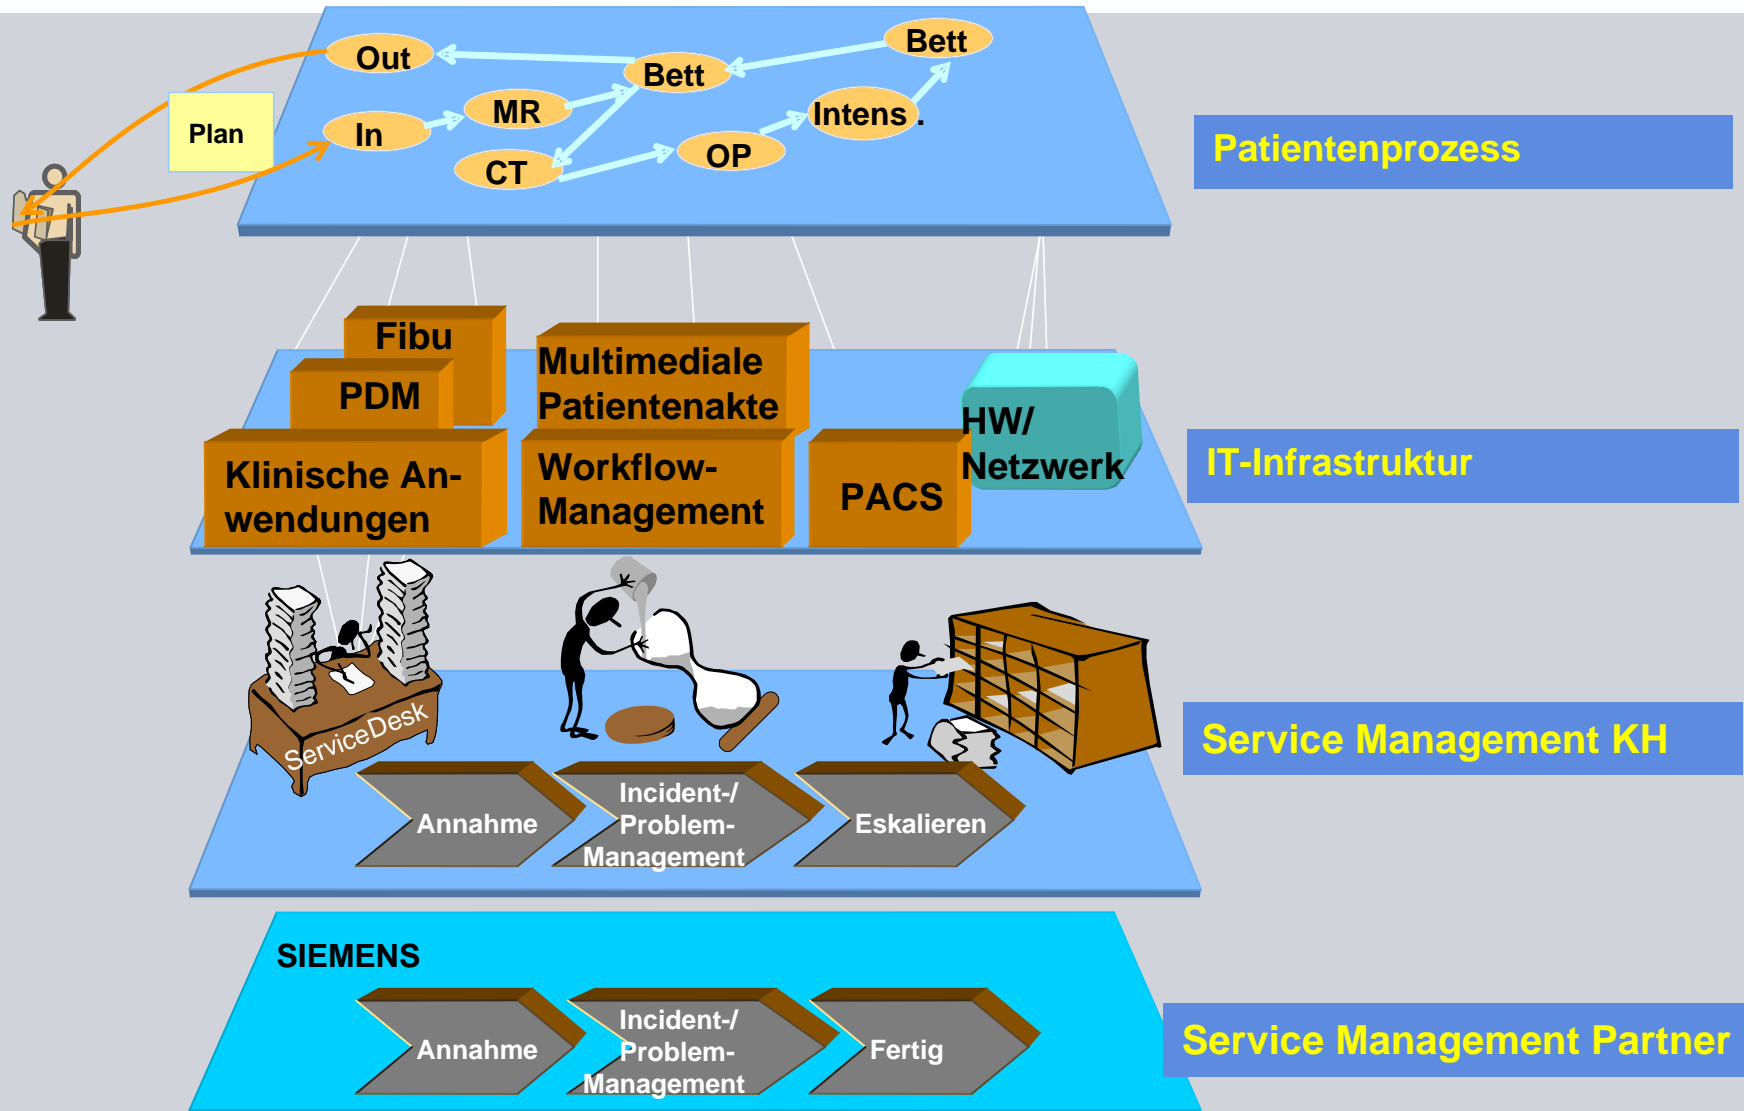 Out
Bett
Bett
Plan
In
MR
Intens .
CT
OP
Patientenprozess
Fibu
PDM
Klinische An-
wendungen
Multimediale
Patientenakte
Workflow-
Management
PACS
HW/
Netzwerk
IT-Infrastruktur
ServiceDesk
Service Management KH
Annahme
Incident-/
Problem-
Management
Eskalieren
SIEMENS
Annahme
Incident-/
Problem-
Management
Fertig
Service Management Partner